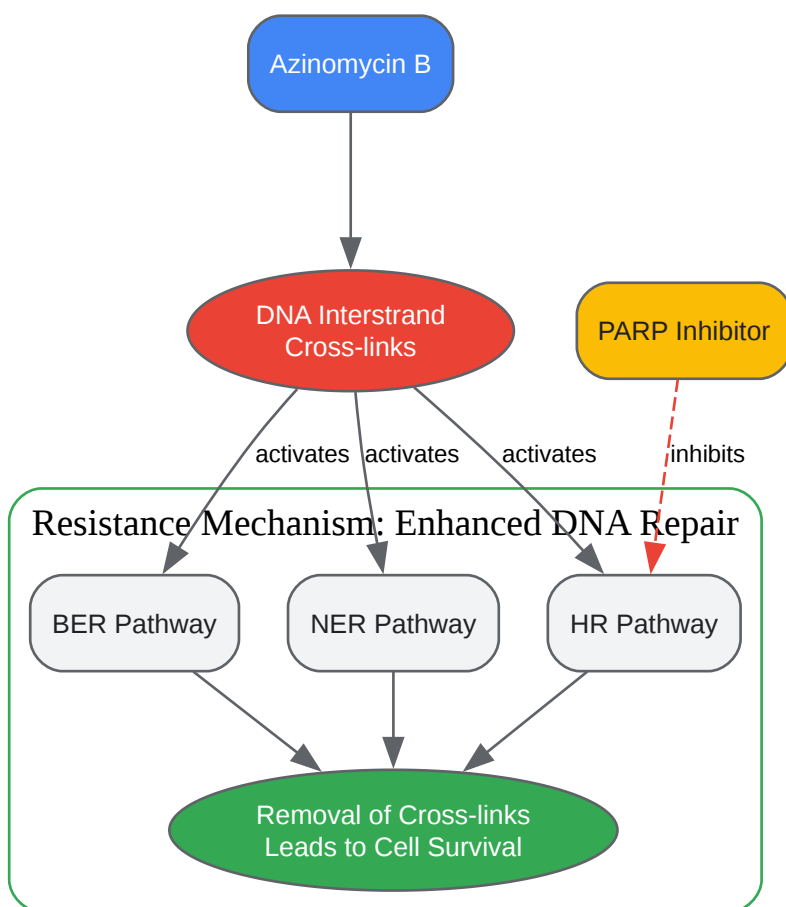 Azinomycin B
DNA Interstrand
Cross-links
PARP Inhibitor
activates
activates
activates
inhibits
Resistance Mechanism: Enhanced DNA Repair
BER Pathway
NER Pathway
HR Pathway
Removal of Cross-links
Leads to Cell Survival